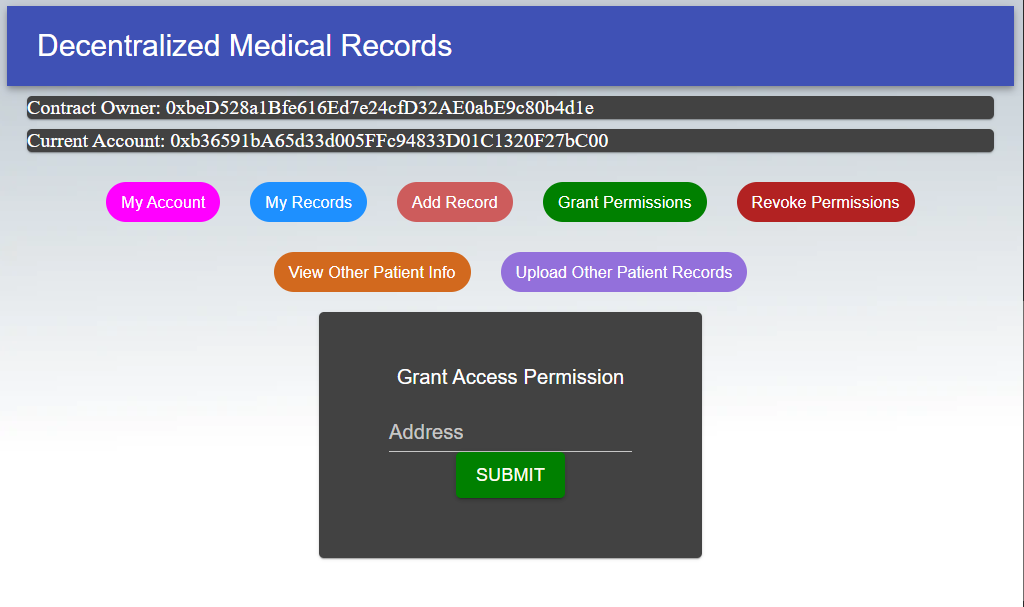 Decentralized Medical Records
Contract Owner: 0xbeD528a1Bfe616Ed7e24cfD32AE0abE9c80b4d1e
Current Account: 0xb36591bA65d33d005FFc94833D01C1320F27bC00
My Account My Records Add Record Grant Permissions Revoke Permissions
View Other Patient Info Upload Other Patient Records
Grant Access Permission
Address
SUBMIT